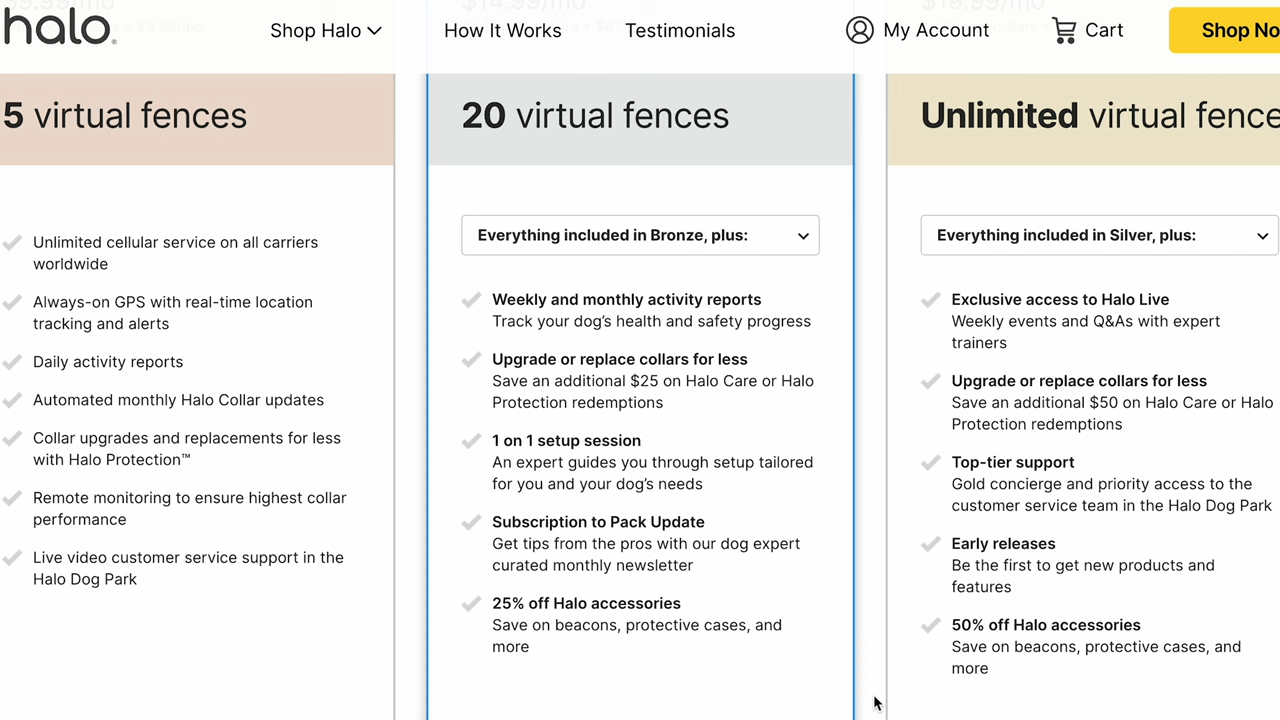 $9.99/mo
$14.99/mo
$19.99/mo
halo
Shop Halo
How It Works
Testimonials
My Account
Cart
Shop No
5 virtual fences
Unlimited cellular service on all carriers
worldwide
Always-on GPS with real-time location
tracking and alerts
Daily activity reports
Automated monthly Halo Collar updates
Collar upgrades and replacements for less
with Halo Protection™
Remote monitoring to ensure highest collar
performance
Live video customer service support in the
Halo Dog Park
20 virtual fences
Everything included in Bronze, plus:
Weekly and monthly activity reports
Track your dog’s health and safety progress
Upgrade or replace collars for less
Save an additional $25 on Halo Care or Halo
Protection redemptions
1 on 1 setup session
An expert guides you through setup tailored
for you and your dog’s needs
Subscription to Pack Update
Get tips from the pros with our dog expert
curated monthly newsletter
25% off Halo accessories
Save on beacons, protective cases, and
more
Unlimited virtual fence
Everything included in Silver, plus:
Exclusive access to Halo Live
Weekly events and Q&As with expert
trainers
Upgrade or replace collars for less
Save an additional $50 on Halo Care or Halo
Protection redemptions
Top-tier support
Gold concierge and priority access to the
customer service team in the Halo Dog Park
Early releases
Be the first to get new products and
features
50% off Halo accessories
Save on beacons, protective cases, and
more